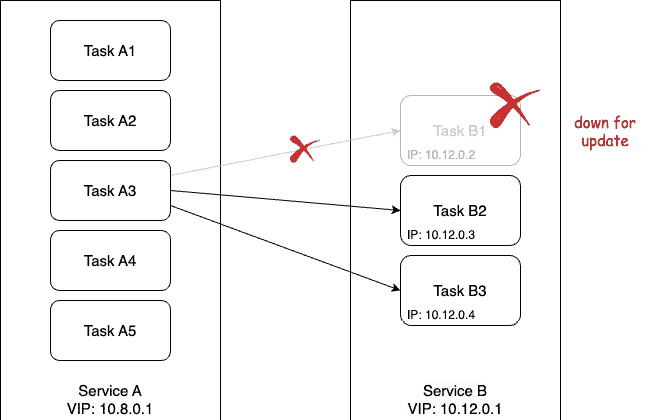 Task A1
Task A2
Task A3
Task A4
Task A5
Service A
VIP: 10.8.0.1
Task B1
IP: 10.12.0.2
Task B2
IP: 10.12.0.3
Task B3
IP: 10.12.0.4
Service B
VIP: 10.12.0.1
down for
update